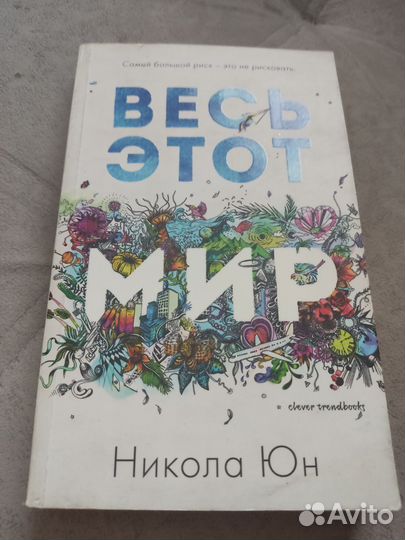 Самый большой риск – это не рисковать.
ВЕСЬ
ЭТОТ
МИР
clever trendbooks
Никола Юн
Avito